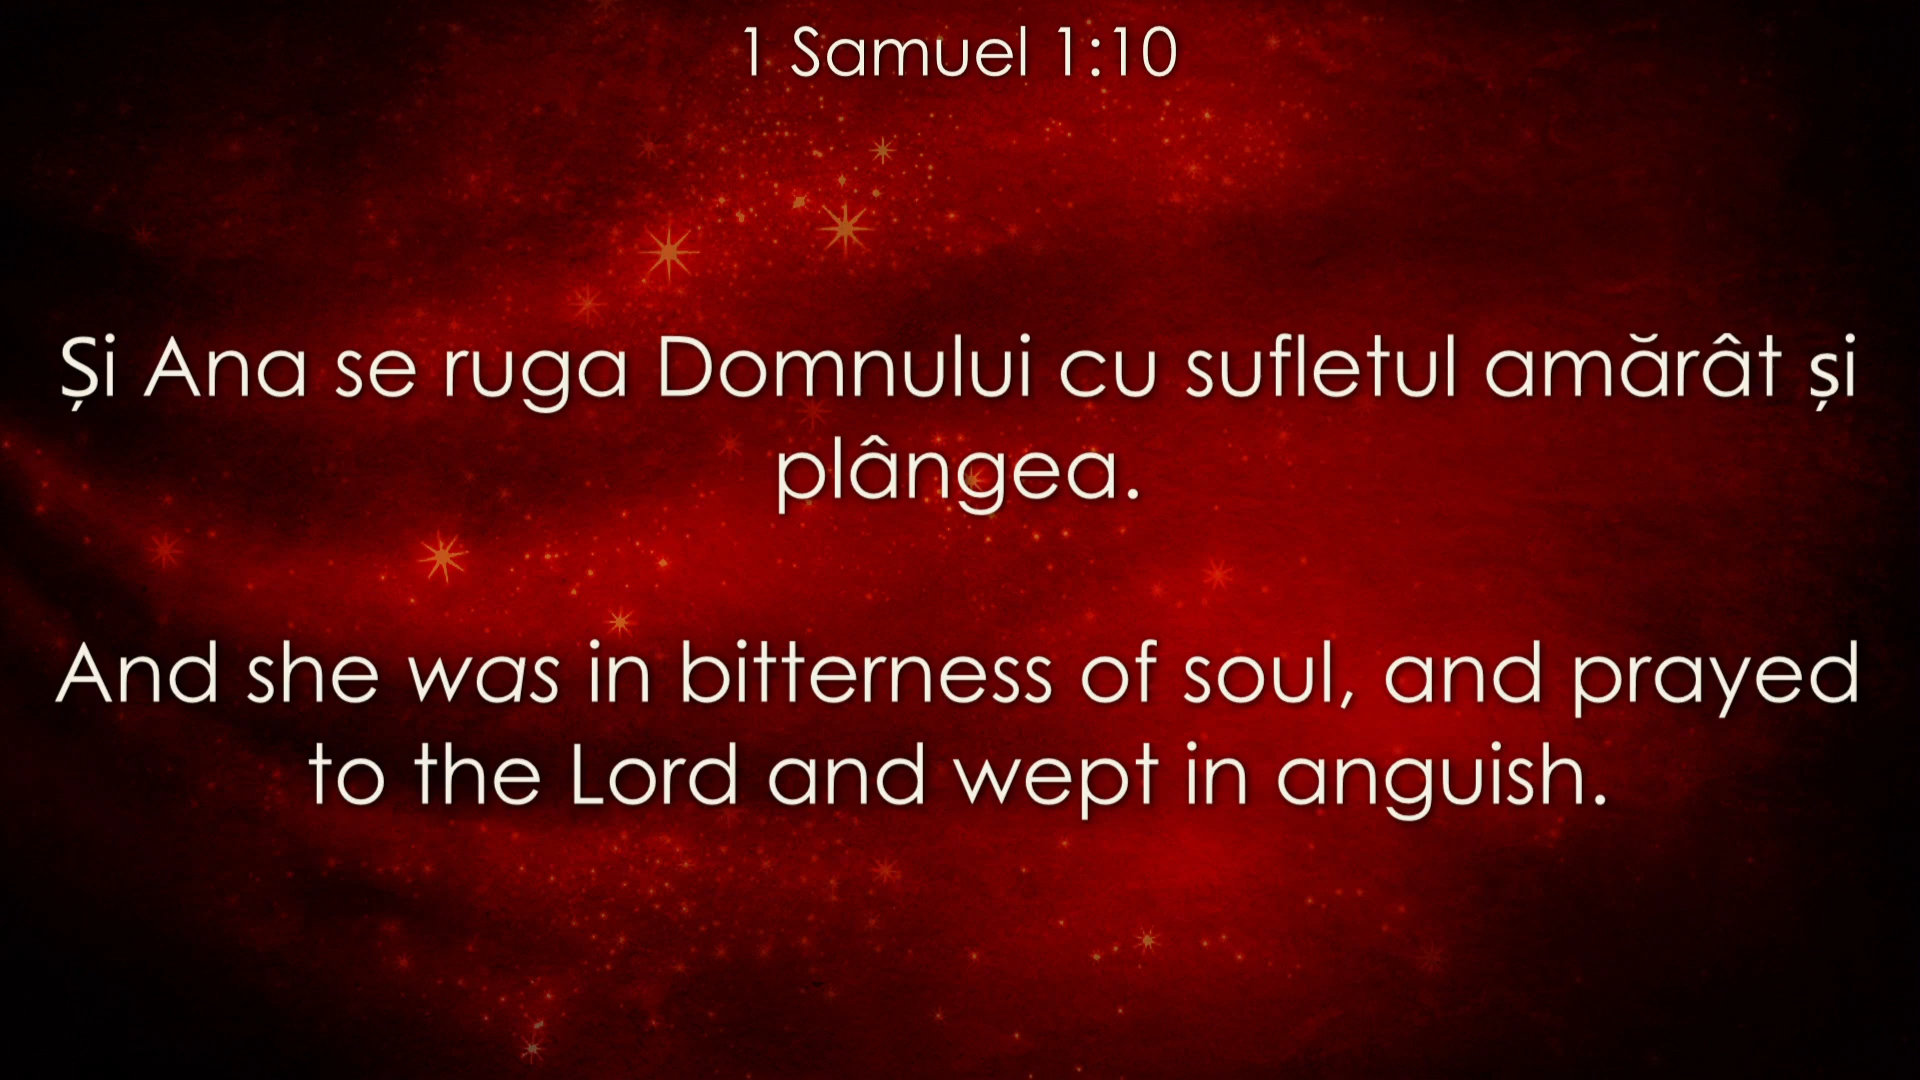 1 Samuel 1:10
Și Ana se ruga Domnului cu sufletul amărât și
plângea.
And she was in bitterness of soul, and prayed
to the Lord and wept in anguish.